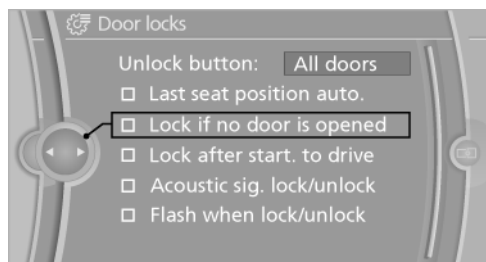 Door locks
Unlock button: All doors
Last seat position auto.
Lock if no door is opened
Lock after start. to drive
Acoustic sig. lock/unlock
Flash when lock/unlock